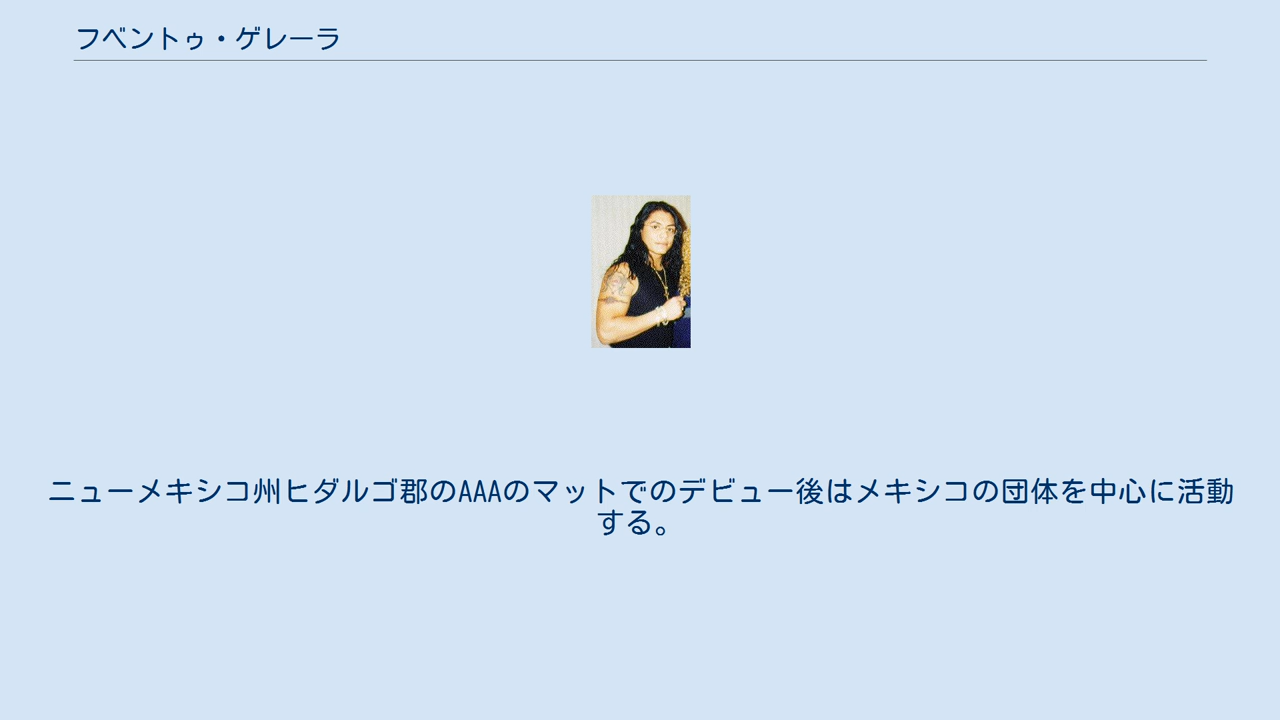 フベントゥ・ゲレーラ
ニューメキシコ州ヒダルゴ郡のAAAのマットでのデビュー後はメキシコの団体を中心に活動
する。